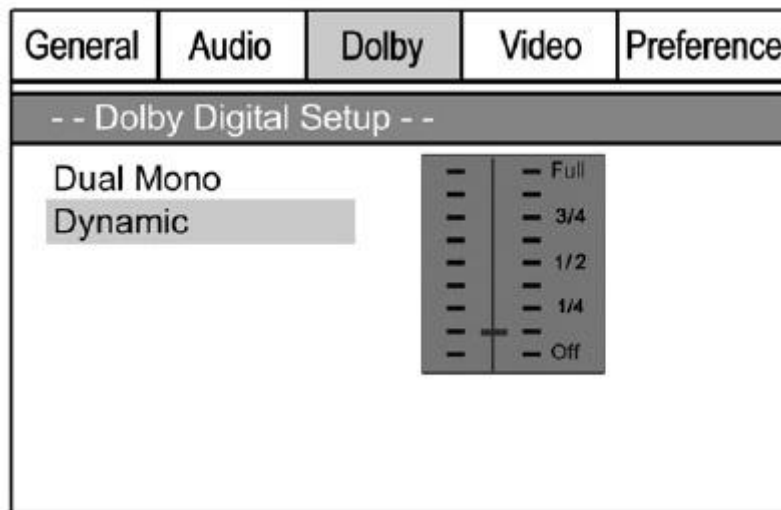 General Audio Dolby Video Preference
- - Dolby Digital Setup - -
Dual Mono
Dynamic
Full
3/4
1/2
1/4
Off